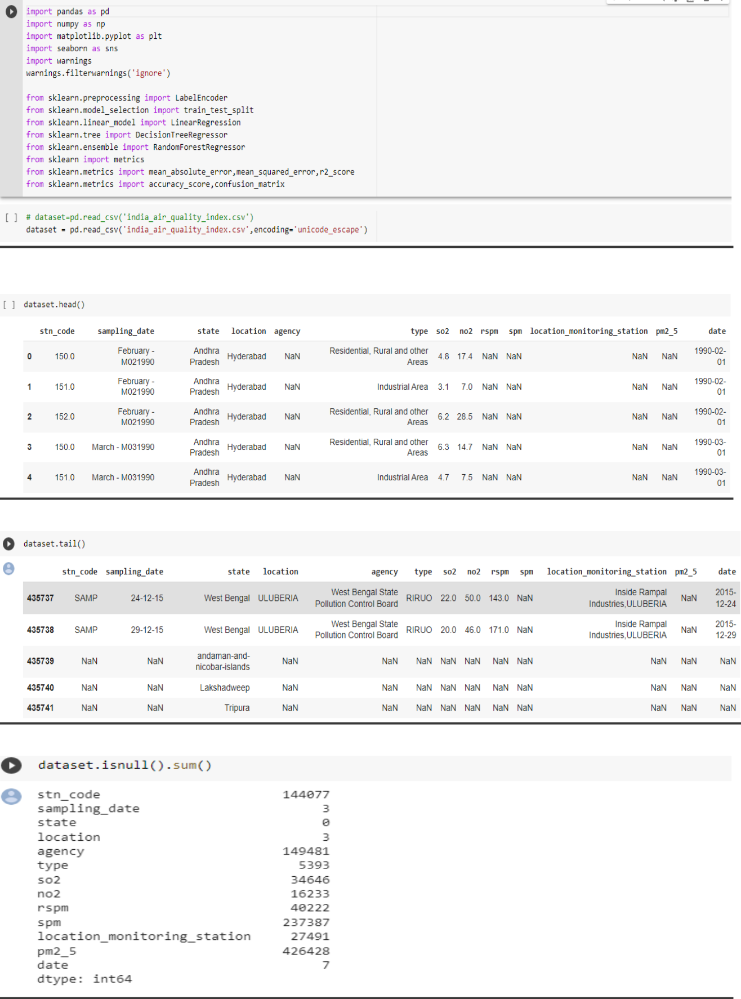 import pandas as pd
import numpy as np
import matplotlib.pyplot as plt
import seaborn as sns
import warnings
warnings.filterwarnings('ignore')
from sklearn.preprocessing import LabelEncoder
from sklearn.model_selection import train_test_split
from sklearn.linear_model import LinearRegression
from sklearn.tree import DecisionTreeRegressor
from sklearn.ensemble import RandomForestRegressor
from sklearn import metrics
from sklearn.metrics import mean_absolute_error,mean_squared_error,r2_score
from sklearn.metrics import accuracy_score,confusion_matrix
[ ] # dataset=pd.read_csv('india_air_quality_index.csv')
dataset = pd.read_csv('india_air_quality_index.csv',encoding='unicode_escape')
[ ] dataset.head()
stn_code sampling_date state location agency type so2 no2 rspm spm location_monitoring_station pm2_5 date
0 150.0 February - M021990 Andhra Pradesh Hyderabad NaN Residential, Rural and other Areas 4.8 17.4 NaN NaN NaN NaN 1990-02-01
1 151.0 February - M021990 Andhra Pradesh Hyderabad NaN Industrial Area 3.1 7.0 NaN NaN NaN NaN 1990-02-01
2 152.0 February - M021990 Andhra Pradesh Hyderabad NaN Residential, Rural and other Areas 6.2 28.5 NaN NaN NaN NaN 1990-02-01
3 150.0 March - M031990 Andhra Pradesh Hyderabad NaN Residential, Rural and other Areas 6.3 14.7 NaN NaN NaN NaN 1990-03-01
4 151.0 March - M031990 Andhra Pradesh Hyderabad NaN Industrial Area 4.7 7.5 NaN NaN NaN NaN 1990-03-01
dataset.tail()
stn_code sampling_date state location agency type so2 no2 rspm spm location_monitoring_station pm2_5 date
435737 SAMP 24-12-15 West Bengal ULUBERIA West Bengal State Pollution Control Board RIRUO 22.0 50.0 143.0 NaN Inside Rampal Industries,ULUBERIA NaN 2015-12-24
435738 SAMP 29-12-15 West Bengal ULUBERIA West Bengal State Pollution Control Board RIRUO 20.0 46.0 171.0 NaN Inside Rampal Industries,ULUBERIA NaN 2015-12-29
435739 NaN NaN andaman-and-nicobar-islands NaN NaN NaN NaN NaN NaN NaN NaN NaN NaN
435740 NaN NaN Lakshadweep NaN NaN NaN NaN NaN NaN NaN NaN NaN NaN
435741 NaN NaN Tripura NaN NaN NaN NaN NaN NaN NaN NaN NaN NaN
dataset.isnull().sum()
stn_code 144077
sampling_date 3
state 0
location 3
agency 149481
type 5393
so2 34646
no2 16233
rspm 40222
spm 237387
location_monitoring_station 27491
pm2_5 426428
date 7
dtype: int64